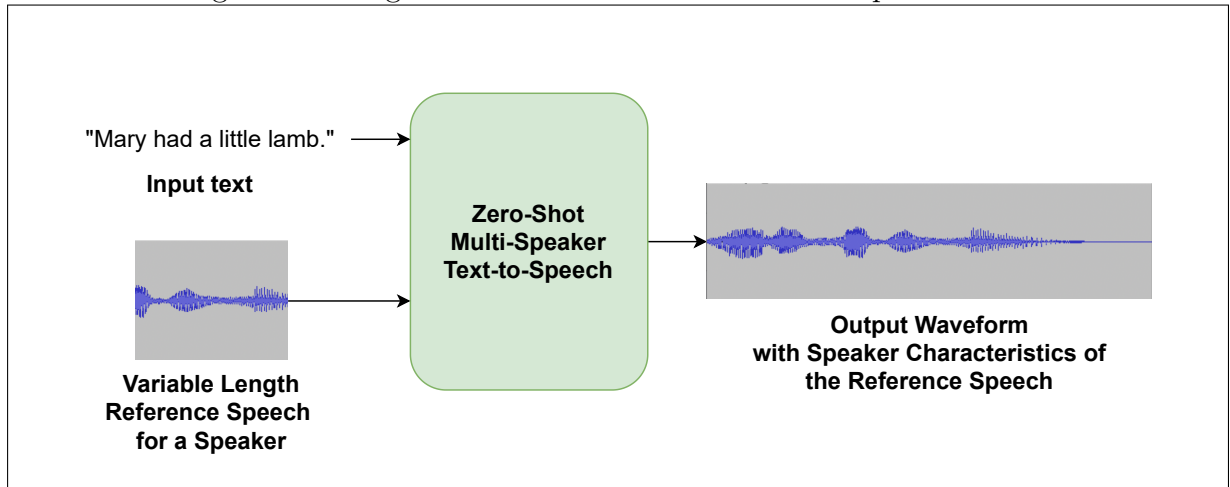 "Mary had a little lamb."
Input text
Zero-Shot
Multi-Speaker
Text-to-Speech
Variable Length
Reference Speech
for a Speaker
Output Waveform
with Speaker Characteristics of
the Reference Speech